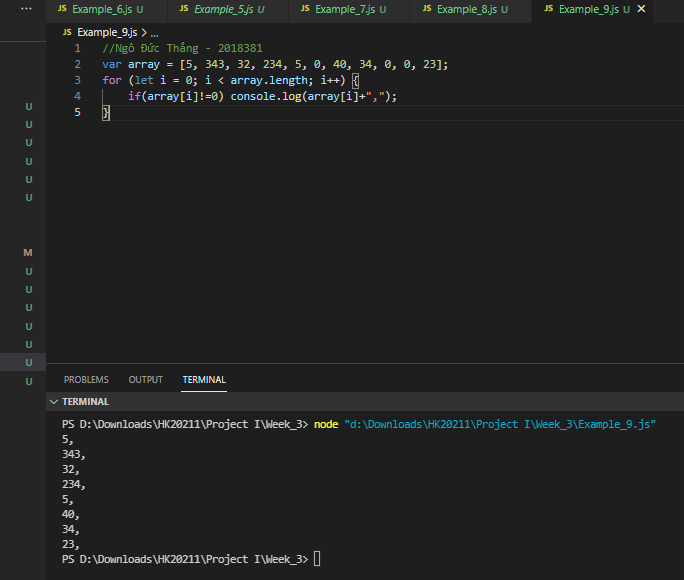 JS Example_6.js U JS Example_5.js U JS Example_7.js U JS Example_8.js U JS Example_9.js U
JS Example_9.js > ...
1 //Ngô Đức Thắng - 2018381
2 var array = [5, 343, 32, 234, 5, 0, 40, 34, 0, 0, 23];
3 for (let i = 0; i < array.length; i++) {
4 if(array[i]!=0) console.log(array[i]+",");
5 }
U
U
U
U
U
U
M
U
U
U
U
U
U
U
PROBLEMS OUTPUT TERMINAL
TERMINAL
PS D:\Downloads\HK20211\Project I\Week_3> node "d:\Downloads\HK20211\Project I\Week_3\Example_9.js"
5,
343,
32,
234,
5,
40,
34,
23,
PS D:\Downloads\HK20211\Project I\Week_3>